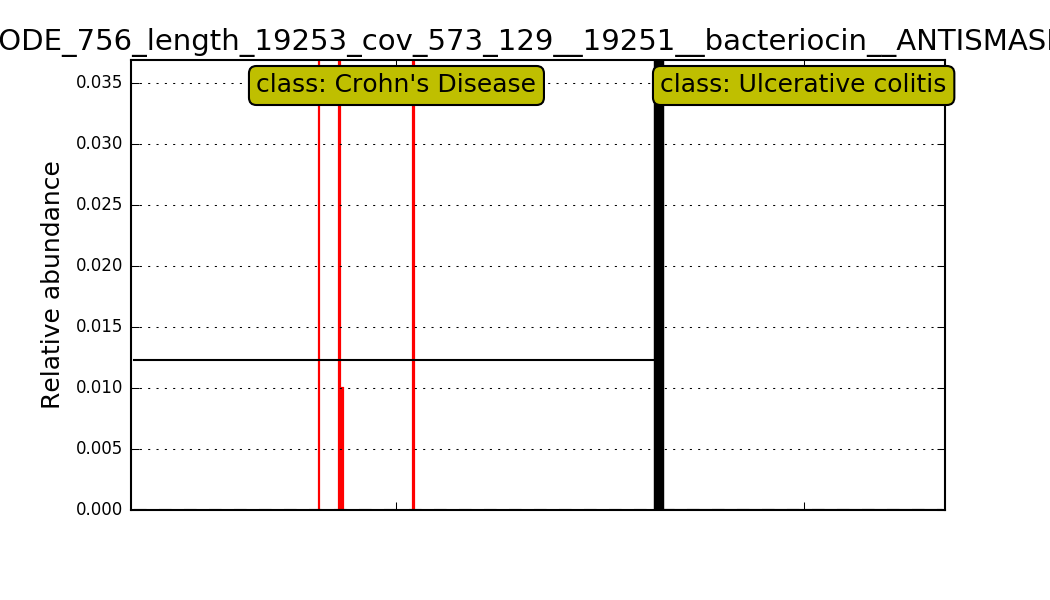 ODE_756_length_19253_cov_573_129__19251__bacteriocin__ANTISMAS
class: Crohn's Disease
class: Ulcerative colitis
Relative abundance
0.035
0.030
0.025
0.020
0.015
0.010
0.005
0.000